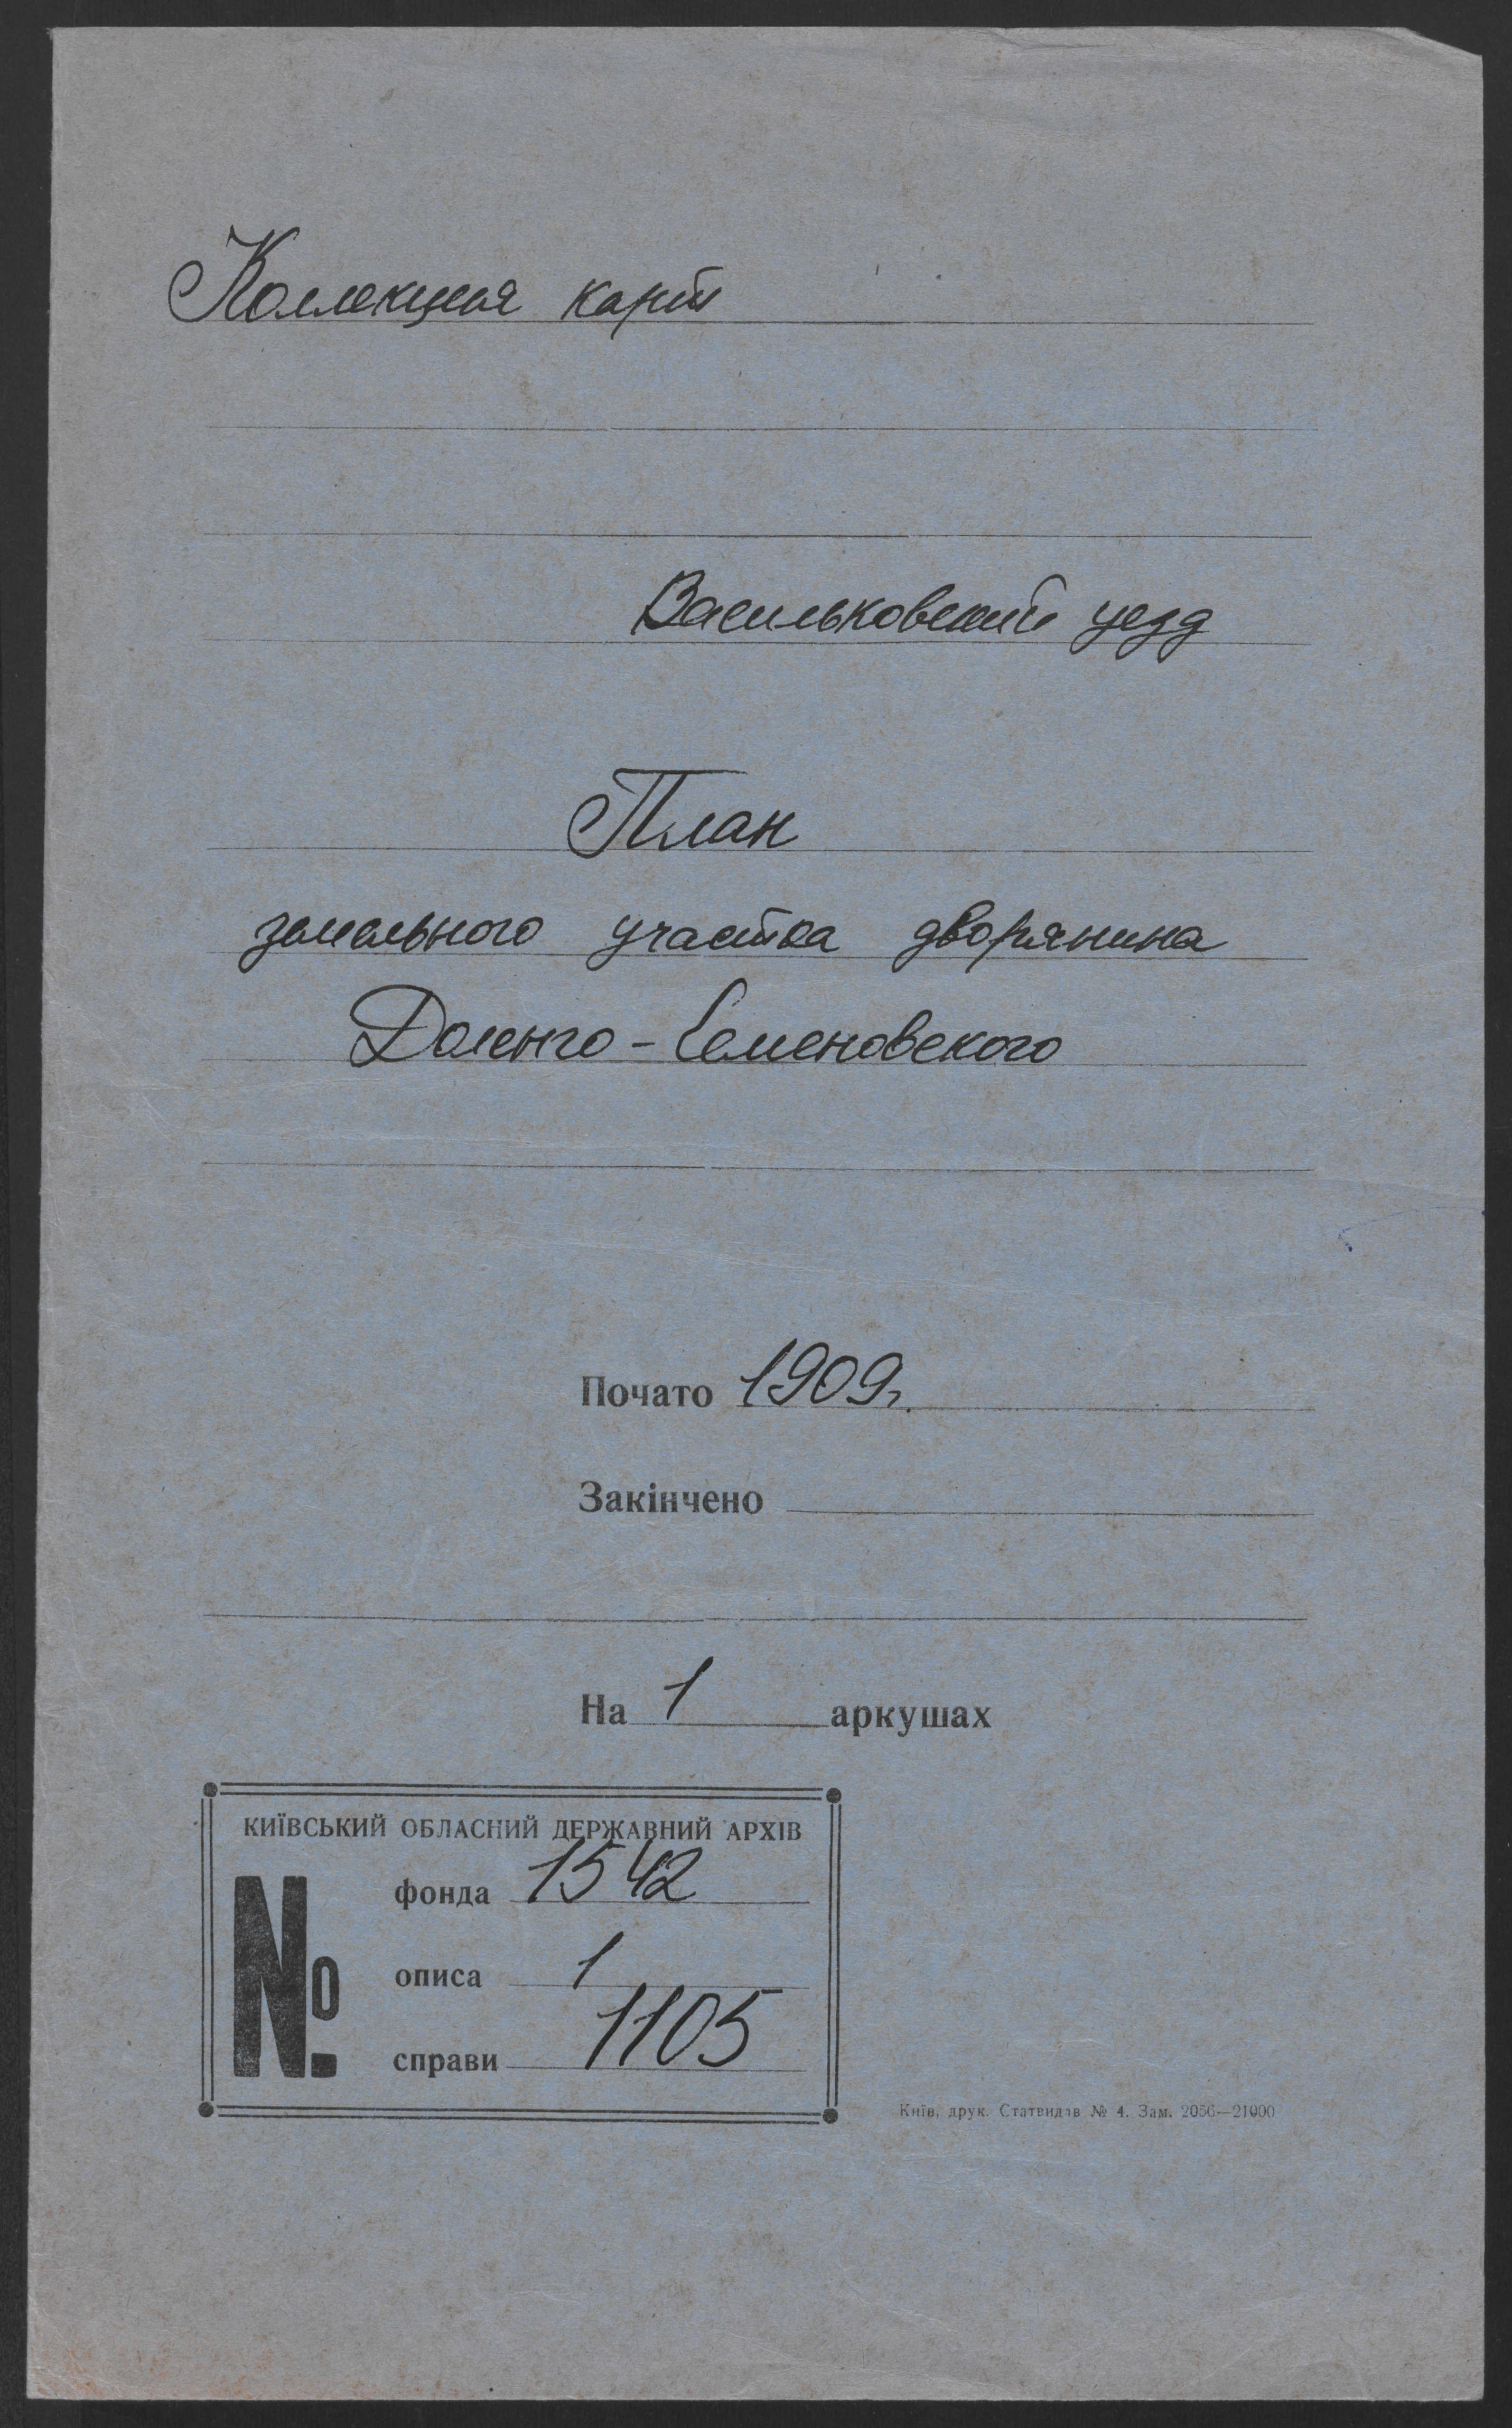 Коллекция карт
Васильковский уезд
План
земельного участка дворянина
Доленго-Семеновского
Почато 1909г.
Закінчено
На 1 аркушах
КИЇВСЬКИЙ ОБЛАСНИЙ ДЕРЖАВНИЙ АРХІВ
№
фонда 1542
описа 1
справи 1105
Київ, друк. Статвидав № 4. Зам. 2056—21000